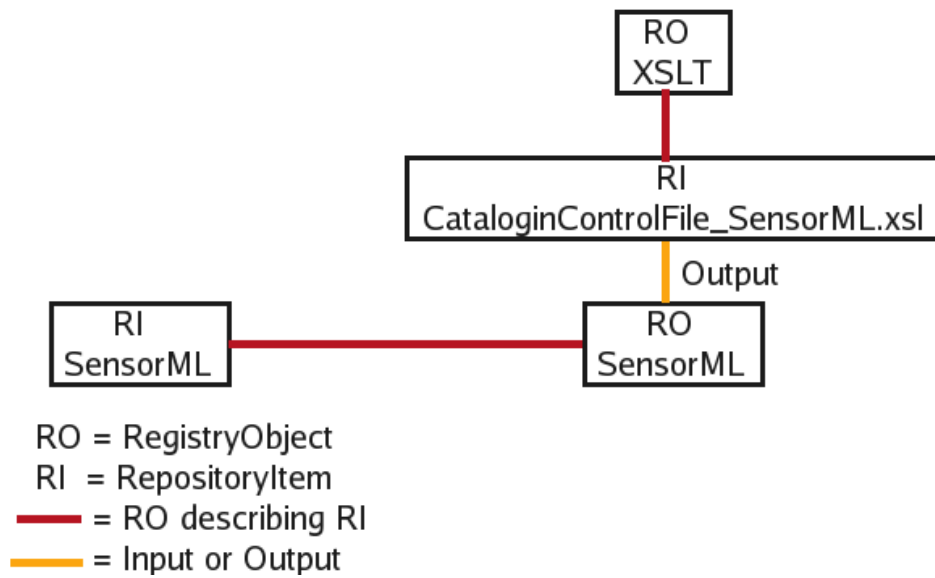 RO
XSLT
RI
CataloginControlFile_SensorML.xsl
Output
RI
SensorML
RO
SensorML
RO = RegistryObject
RI = RepositoryItem
= RO describing RI
= Input or Output